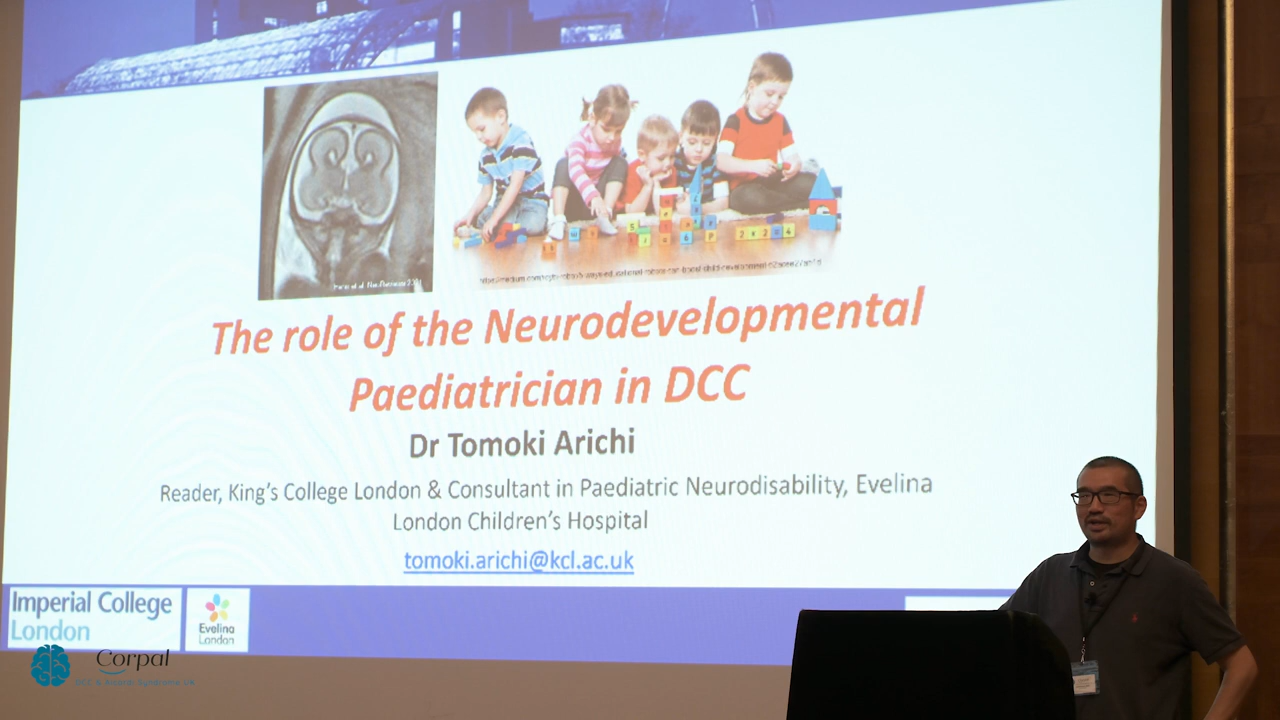 The role of the Neurodevelopmental
Paediatrician in DCC
Dr Tomoki Arichi
Reader, King's College London & Consultant in Paediatric Neurodisability, Evelina
London Children's Hospital
tomoki.arichi@kcl.ac.uk
Imperial College
London
Evelina
London
Corpal